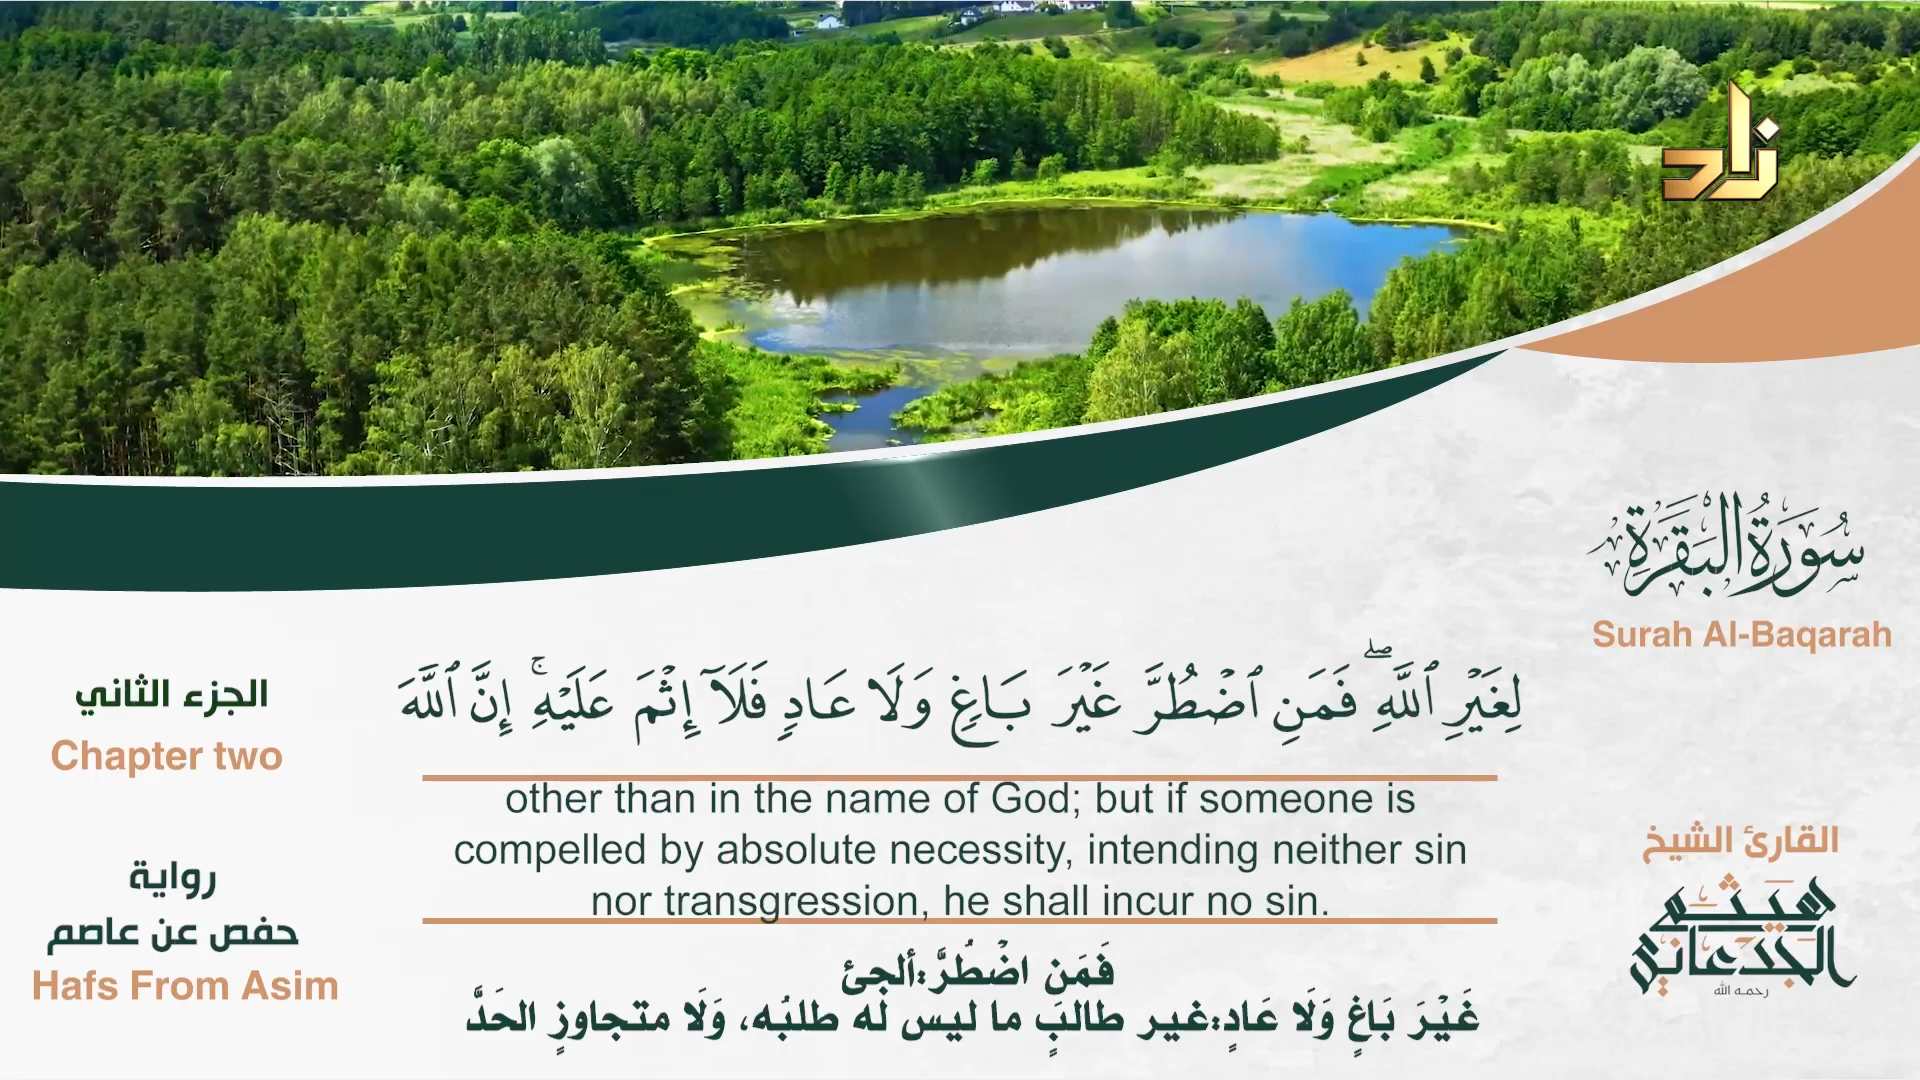 زاد
سُورَةُ البَقَرَةِ
Surah Al-Baqarah
الجزء الثاني
Chapter two
لِغَيْرِ ٱللَّهِۖ فَمَنِ ٱضْطُرَّ غَيْرَ بَاغٍ وَلَا عَادٍ فَلَآ إِثْمَ عَلَيْهِۚ إِنَّ ٱللَّهَ
other than in the name of God; but if someone is
compelled by absolute necessity, intending neither sin
nor transgression, he shall incur no sin.
القارئ الشيخ
هيثم
الجدعاني
رحمه الله
رواية
حفص عن عاصم
Hafs From Asim
فَمَن اضْطُرَّ:ألجئ
غَيْرَ بَاغٍ وَلَا عَادٍ:غير طالبٍ ما ليس له طلبُه، وَلَا متجاوزٍ الحَدَّ